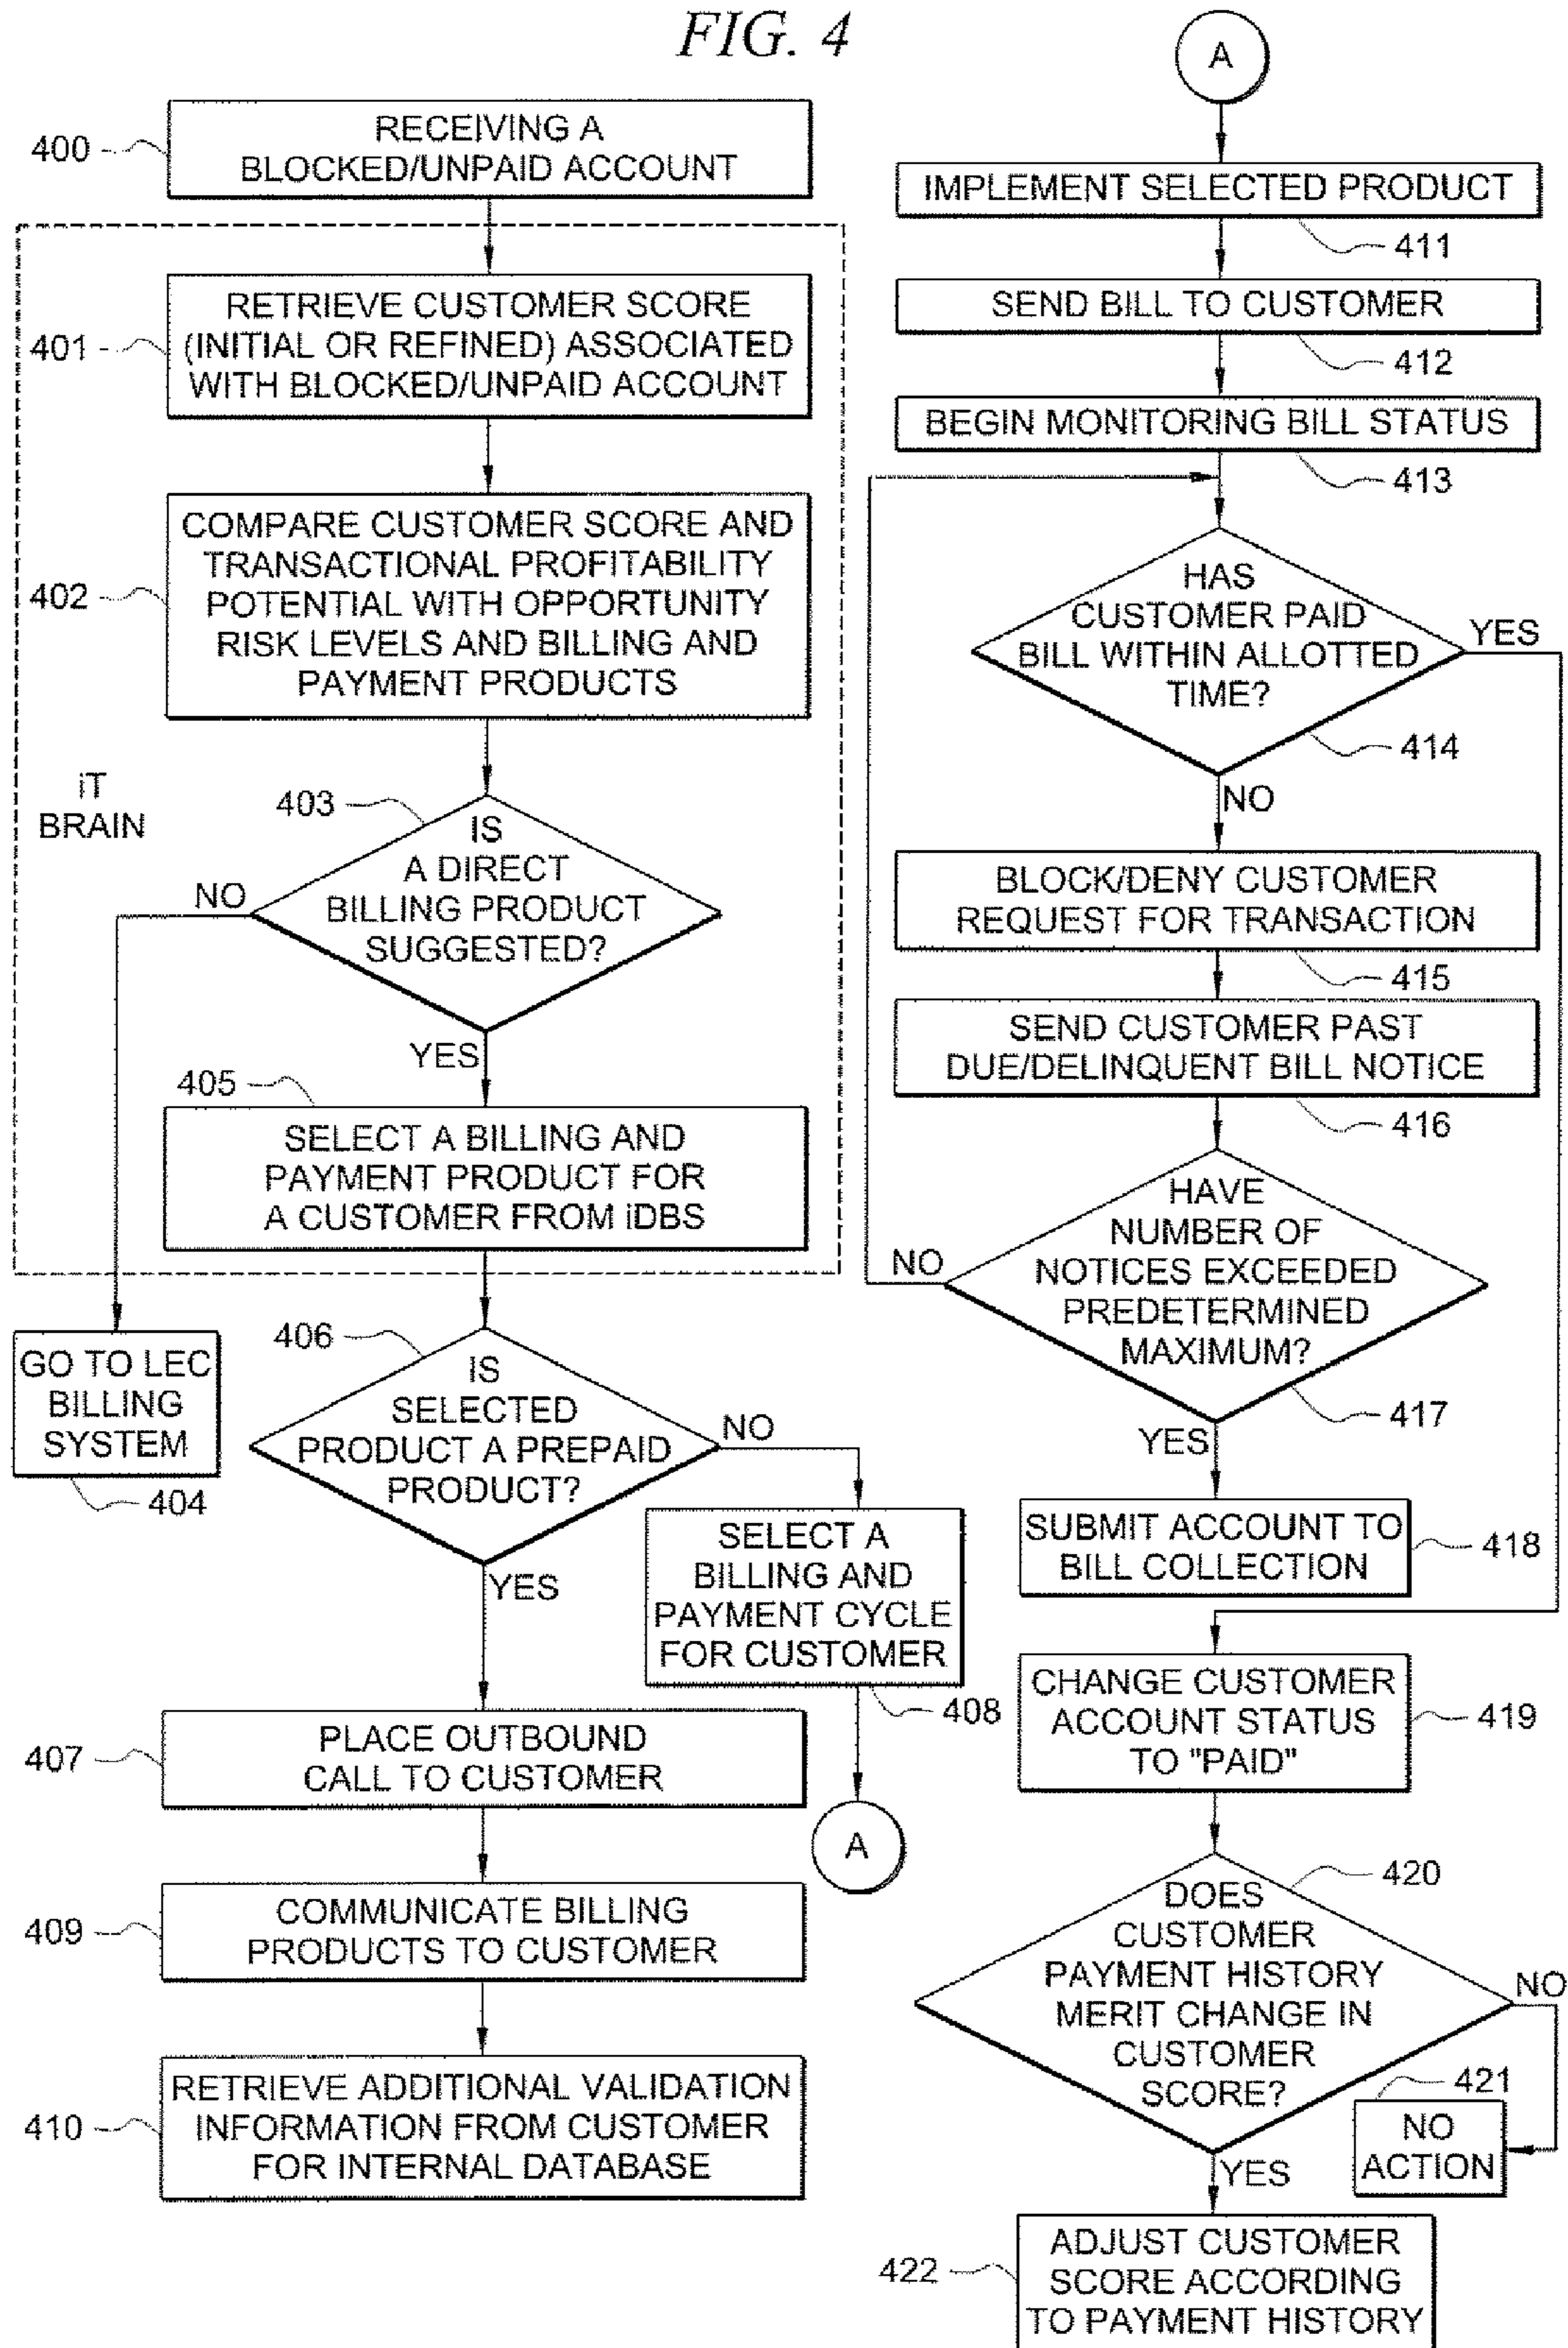 FIG. 4
400
RECEIVING A
BLOCKED/UNPAID ACCOUNT
401
RETRIEVE CUSTOMER SCORE
(INITIAL OR REFINED) ASSOCIATED
WITH BLOCKED/UNPAID ACCOUNT
402
COMPARE CUSTOMER SCORE AND
TRANSACTIONAL PROFITABILITY
POTENTIAL WITH OPPORTUNITY
RISK LEVELS AND BILLING AND
PAYMENT PRODUCTS
iT
BRAIN
403
IS
A DIRECT
BILLING PRODUCT
SUGGESTED?
NO
YES
405
SELECT A BILLING AND
PAYMENT PRODUCT FOR
A CUSTOMER FROM iDBS
GO TO LEC
BILLING
SYSTEM
404
406
IS
SELECTED
PRODUCT A PREPAID
PRODUCT?
NO
YES
SELECT A
BILLING AND
PAYMENT CYCLE
FOR CUSTOMER
408
A
407
PLACE OUTBOUND
CALL TO CUSTOMER
409
COMMUNICATE BILLING
PRODUCTS TO CUSTOMER
410
RETRIEVE ADDITIONAL VALIDATION
INFORMATION FROM CUSTOMER
FOR INTERNAL DATABASE
A
IMPLEMENT SELECTED PRODUCT
411
SEND BILL TO CUSTOMER
412
BEGIN MONITORING BILL STATUS
413
HAS
CUSTOMER PAID
BILL WITHIN ALLOTTED
TIME?
YES
414
NO
BLOCK/DENY CUSTOMER
REQUEST FOR TRANSACTION
415
SEND CUSTOMER PAST
DUE/DELINQUENT BILL NOTICE
416
HAVE
NUMBER OF
NOTICES EXCEEDED
PREDETERMINED
MAXIMUM?
NO
417
YES
SUBMIT ACCOUNT TO
BILL COLLECTION
418
CHANGE CUSTOMER
ACCOUNT STATUS
TO "PAID"
419
420
DOES
CUSTOMER
PAYMENT HISTORY
MERIT CHANGE IN
CUSTOMER
SCORE?
NO
421
NO
ACTION
YES
422
ADJUST CUSTOMER
SCORE ACCORDING
TO PAYMENT HISTORY